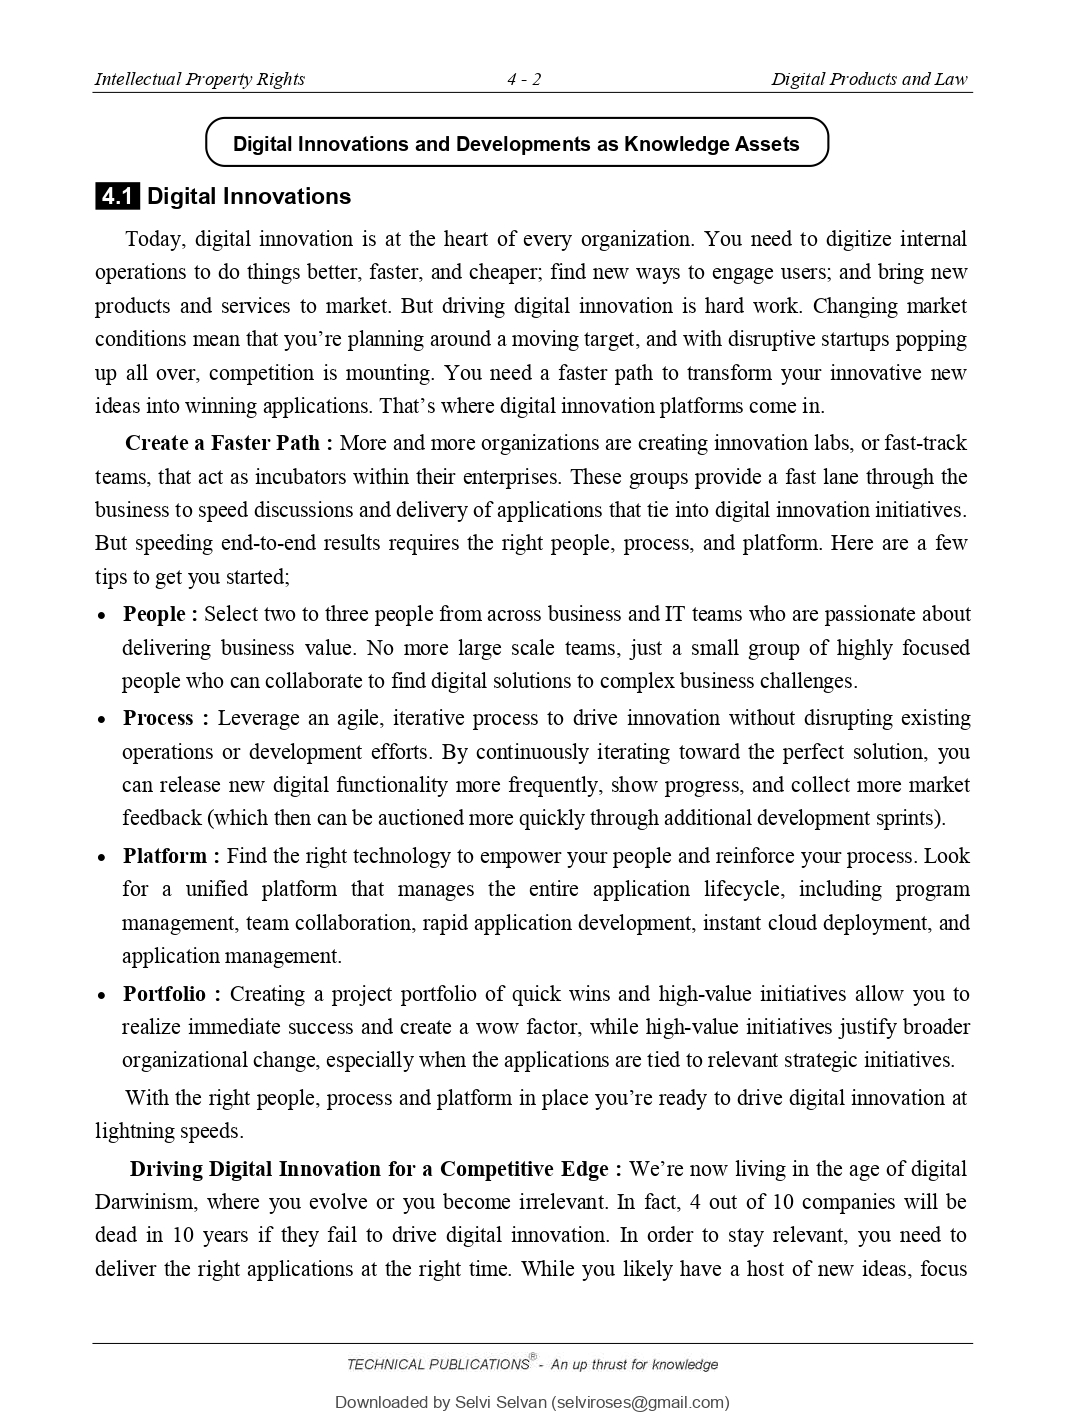 Intellectual Property Rights 4 - 2 Digital Products and Law
Digital Innovations and Developments as Knowledge Assets
4.1 Digital Innovations
Today, digital innovation is at the heart of every organization. You need to digitize internal
operations to do things better, faster, and cheaper; find new ways to engage users; and bring new
products and services to market. But driving digital innovation is hard work. Changing market
conditions mean that you’re planning around a moving target, and with disruptive startups popping
up all over, competition is mounting. You need a faster path to transform your innovative new
ideas into winning applications. That’s where digital innovation platforms come in.
Create a Faster Path : More and more organizations are creating innovation labs, or fast-track
teams, that act as incubators within their enterprises. These groups provide a fast lane through the
business to speed discussions and delivery of applications that tie into digital innovation initiatives.
But speeding end-to-end results requires the right people, process, and platform. Here are a few
tips to get you started;
• People : Select two to three people from across business and IT teams who are passionate about
delivering business value. No more large scale teams, just a small group of highly focused
people who can collaborate to find digital solutions to complex business challenges.
• Process : Leverage an agile, iterative process to drive innovation without disrupting existing
operations or development efforts. By continuously iterating toward the perfect solution, you
can release new digital functionality more frequently, show progress, and collect more market
feedback (which then can be auctioned more quickly through additional development sprints).
• Platform : Find the right technology to empower your people and reinforce your process. Look
for a unified platform that manages the entire application lifecycle, including program
management, team collaboration, rapid application development, instant cloud deployment, and
application management.
• Portfolio : Creating a project portfolio of quick wins and high-value initiatives allow you to
realize immediate success and create a wow factor, while high-value initiatives justify broader
organizational change, especially when the applications are tied to relevant strategic initiatives.
With the right people, process and platform in place you’re ready to drive digital innovation at
lightning speeds.
Driving Digital Innovation for a Competitive Edge : We’re now living in the age of digital
Darwinism, where you evolve or you become irrelevant. In fact, 4 out of 10 companies will be
dead in 10 years if they fail to drive digital innovation. In order to stay relevant, you need to
deliver the right applications at the right time. While you likely have a host of new ideas, focus
TECHNICAL PUBLICATIONS® - An up thrust for knowledge
Downloaded by Selvi Selvan (selviroses@gmail.com)